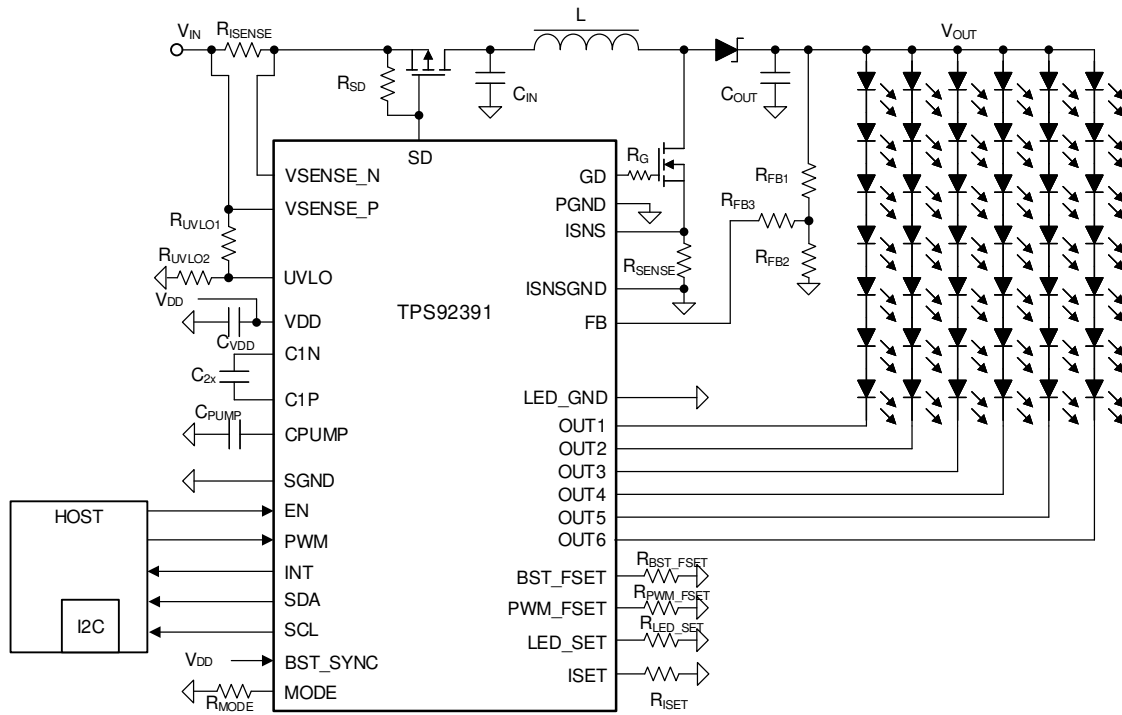 L
VIN
RISENSE
VOUT
RSD
CIN
COUT
SD
RG
GD
VSENSE_N
RFB1
PGND
VSENSE_P
RFB3
RUVLO1
ISNS
RUVLO2
RSENSE
RFB2
UVLO
ISNSGND
VDD
TPS92391
VDD
FB
CVDD
C1N
C2x
C1P
LED_GND
CPUMP
OUT1
CPUMP
OUT2
OUT3
SGND
OUT4
HOST
EN
OUT5
PWM
OUT6
RBST_FSET
INT
BST_FSET
RPWM_FSET
SDA
PWM_FSET
RLED_SET
I2C
SCL
LED_SET
VDD
BST_SYNC
ISET
MODE
RMODE
RISET